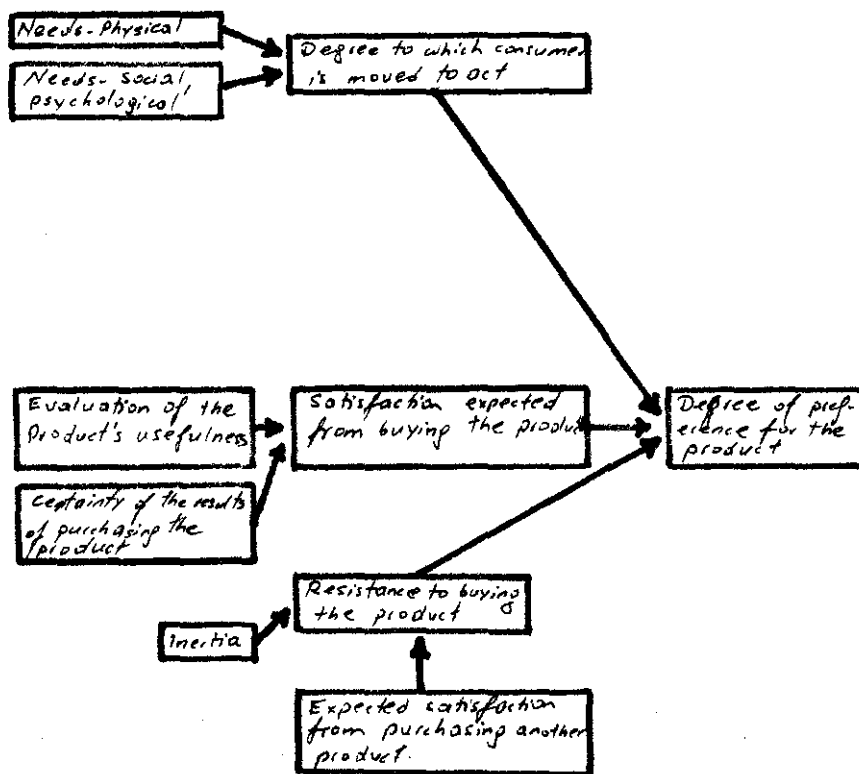 Needs-Physical
Needs-Social
psychological
Degree to which consumer
is moved to act
Evaluation of the
Product's usefulness
Satisfaction expected
from buying the product
Degree of pref-
erence for the
product
Certainty of the results
of purchasing the
product
Resistance to buying
the product
Inertia
Expected satisfaction
from purchasing another
product.